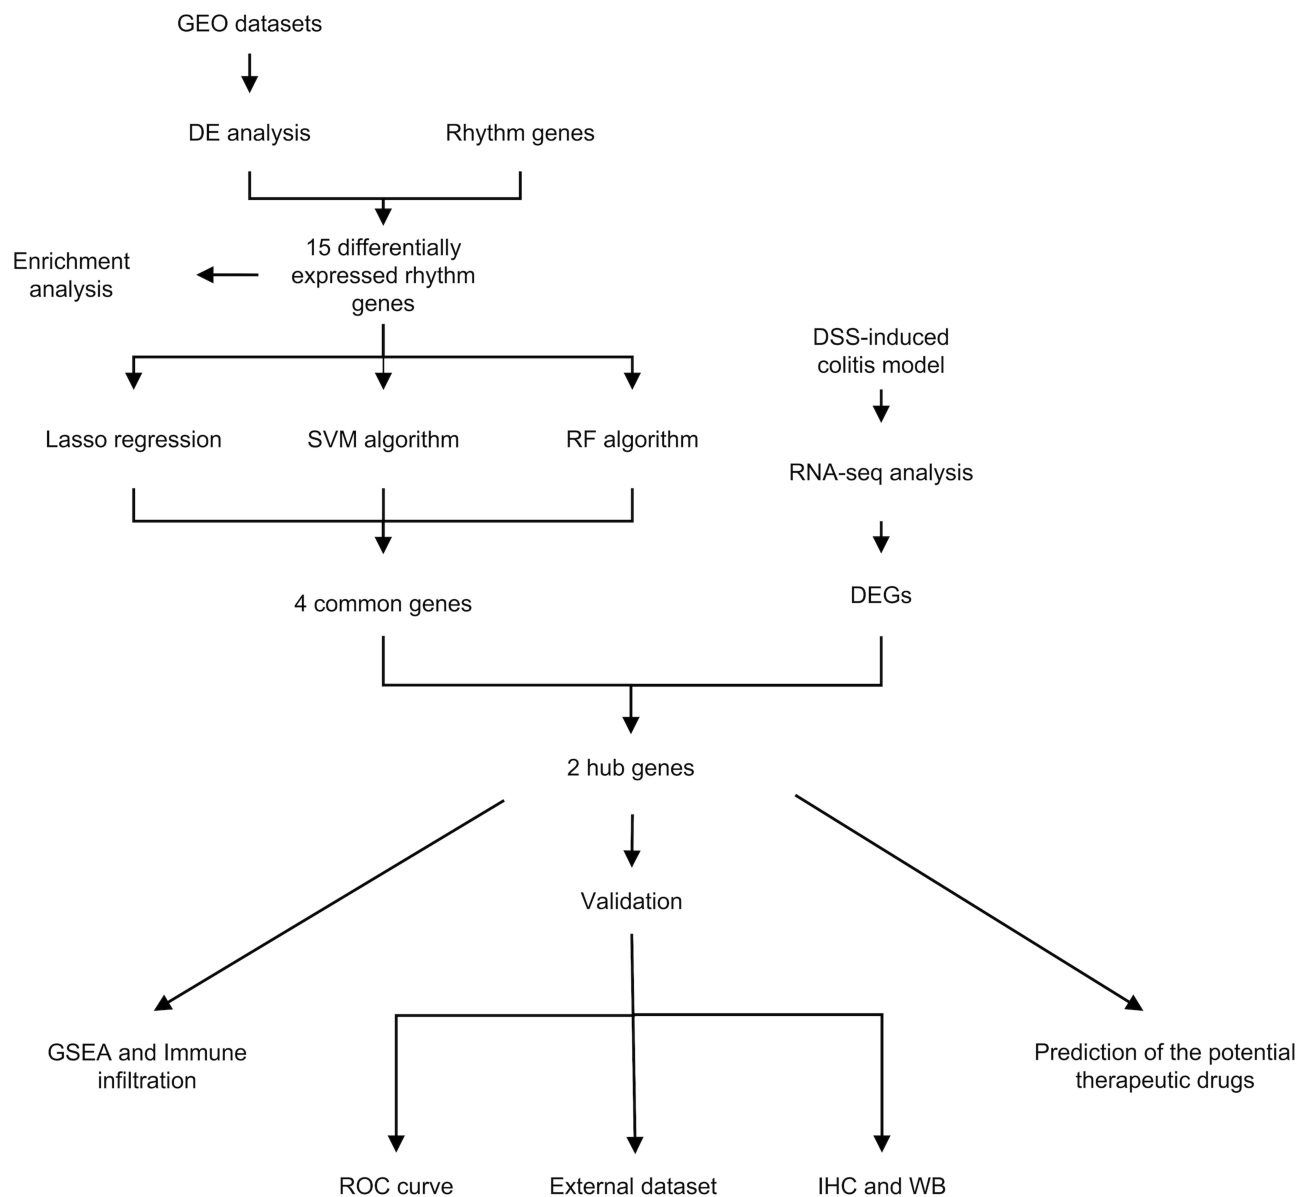 GEO datasets
DE analysis
Rhythm genes
15 differentially
expressed rhythm
genes
Enrichment
analysis
DSS-induced
colitis model
Lasso regression
SVM algorithm
RF algorithm
RNA-seq analysis
4 common genes
DEGs
2 hub genes
Validation
GSEA and Immune
infiltration
Prediction of the potential
therapeutic drugs
ROC curve
External dataset
IHC and WB